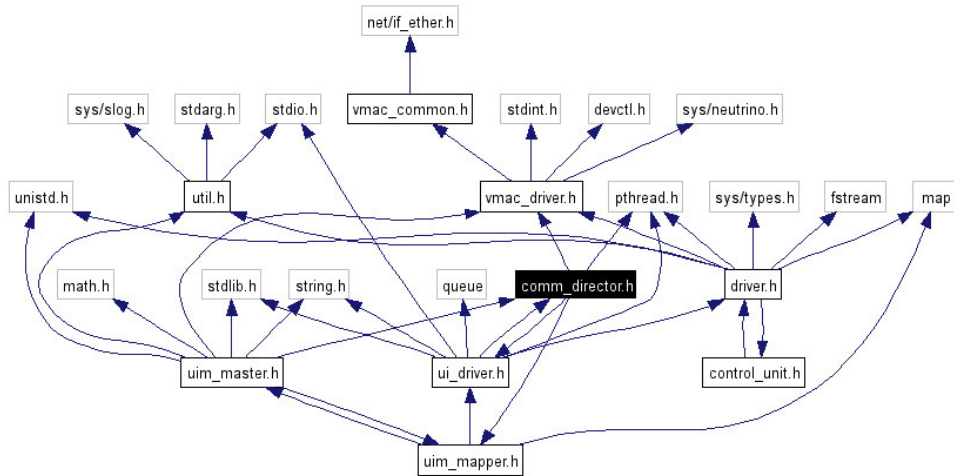 net/if_ether.h
sys/slog.h
stdarg.h
stdio.h
vmac_common.h
stdint.h
devctl.h
sys/neutrino.h
unistd.h
util.h
vmac_driver.h
pthread.h
sys/types.h
fstream
map
math.h
stdlib.h
string.h
queue
comm_director.h
driver.h
uim_master.h
ui_driver.h
control_unit.h
uim_mapper.h